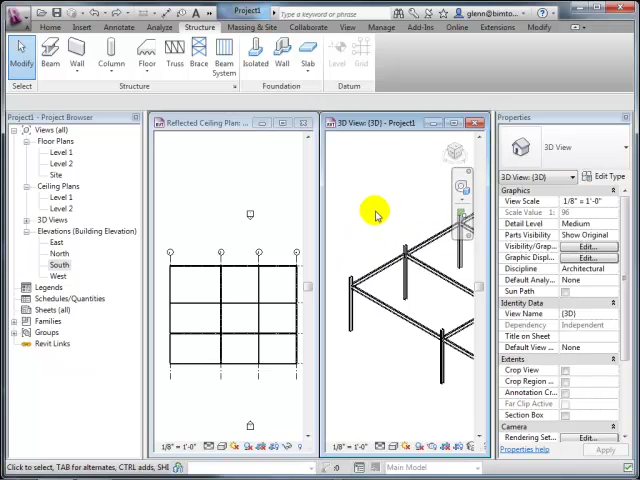 Project1
Type a keyword or phrase
glenn@bimto...
Home Insert Annotate Analyze Structure Massing & Site Collaborate View Manage Add-Ins Online Extensions Modify
Modify Beam Wall Column Floor Truss Brace Beam System Isolated Wall Slab Level Grid
Select Structure Foundation Datum
Project1 - Project Browser
Views (all)
Floor Plans
Level 1
Level 2
Site
Ceiling Plans
Level 1
Level 2
3D Views
Elevations (Building Elevation)
East
North
South
West
Legends
Schedules/Quantities
Sheets (all)
Families
Groups
Revit Links
Reflected Ceiling Plan:
1/8" = 1'-0"
3D View: {3D} - Project1
1/8" = 1'-0"
Properties
3D View
3D View: {3D} Edit Type
Graphics
View Scale 1/8" = 1'-0"
Scale Value 1: 96
Detail Level Medium
Parts Visibility Show Original
Visibility/Grap... Edit...
Graphic Displ... Edit...
Discipline Architectural
Default Analy... None
Sun Path
Identity Data
View Name {3D}
Dependency Independent
Title on Sheet
Default View ... None
Extents
Crop View
Crop Region ...
Annotation Cr...
Far Clip Active
Section Box
Camera
Rendering Set... Edit...
Properties help Apply
Click to select, TAB for alternates, CTRL adds, SHI :0 Main Model